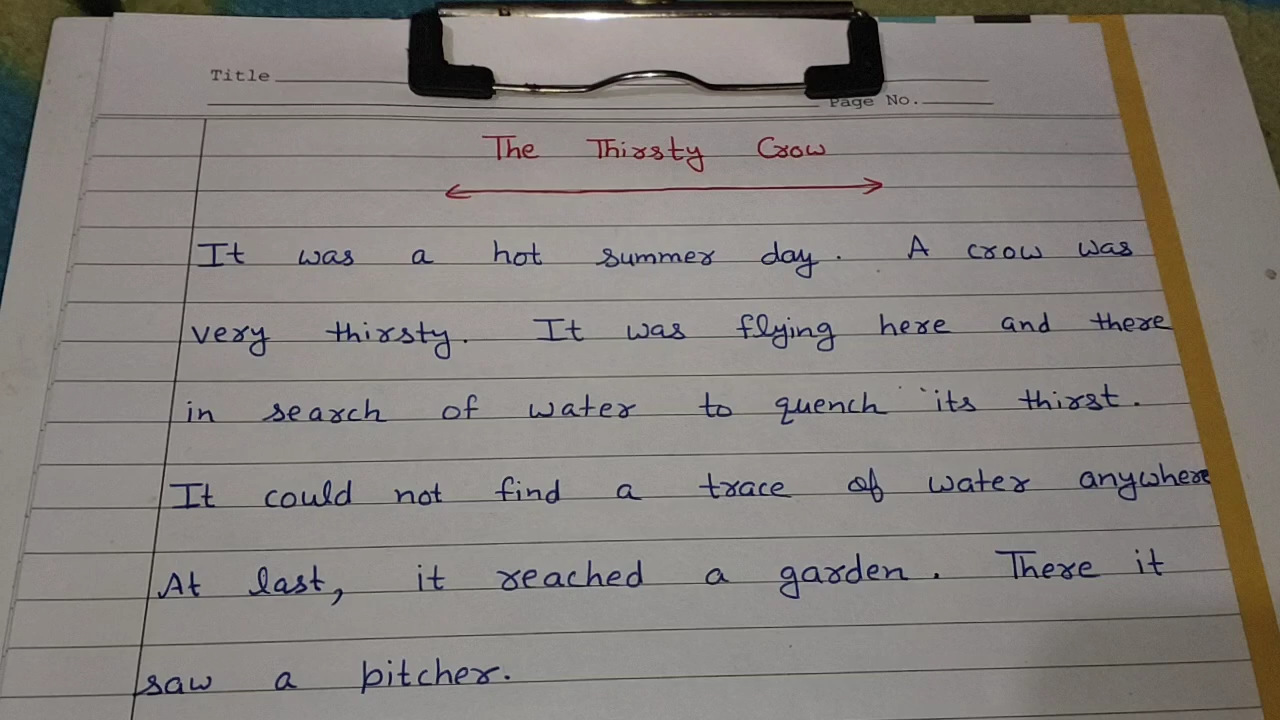 Title
Page No.
The Thirsty Crow
It was a hot summer day. A crow was
very thirsty. It was flying here and there
in search of water to quench its thirst.
It could not find a trace of water anywhere
At last, it reached a garden. There it
saw a pitcher.